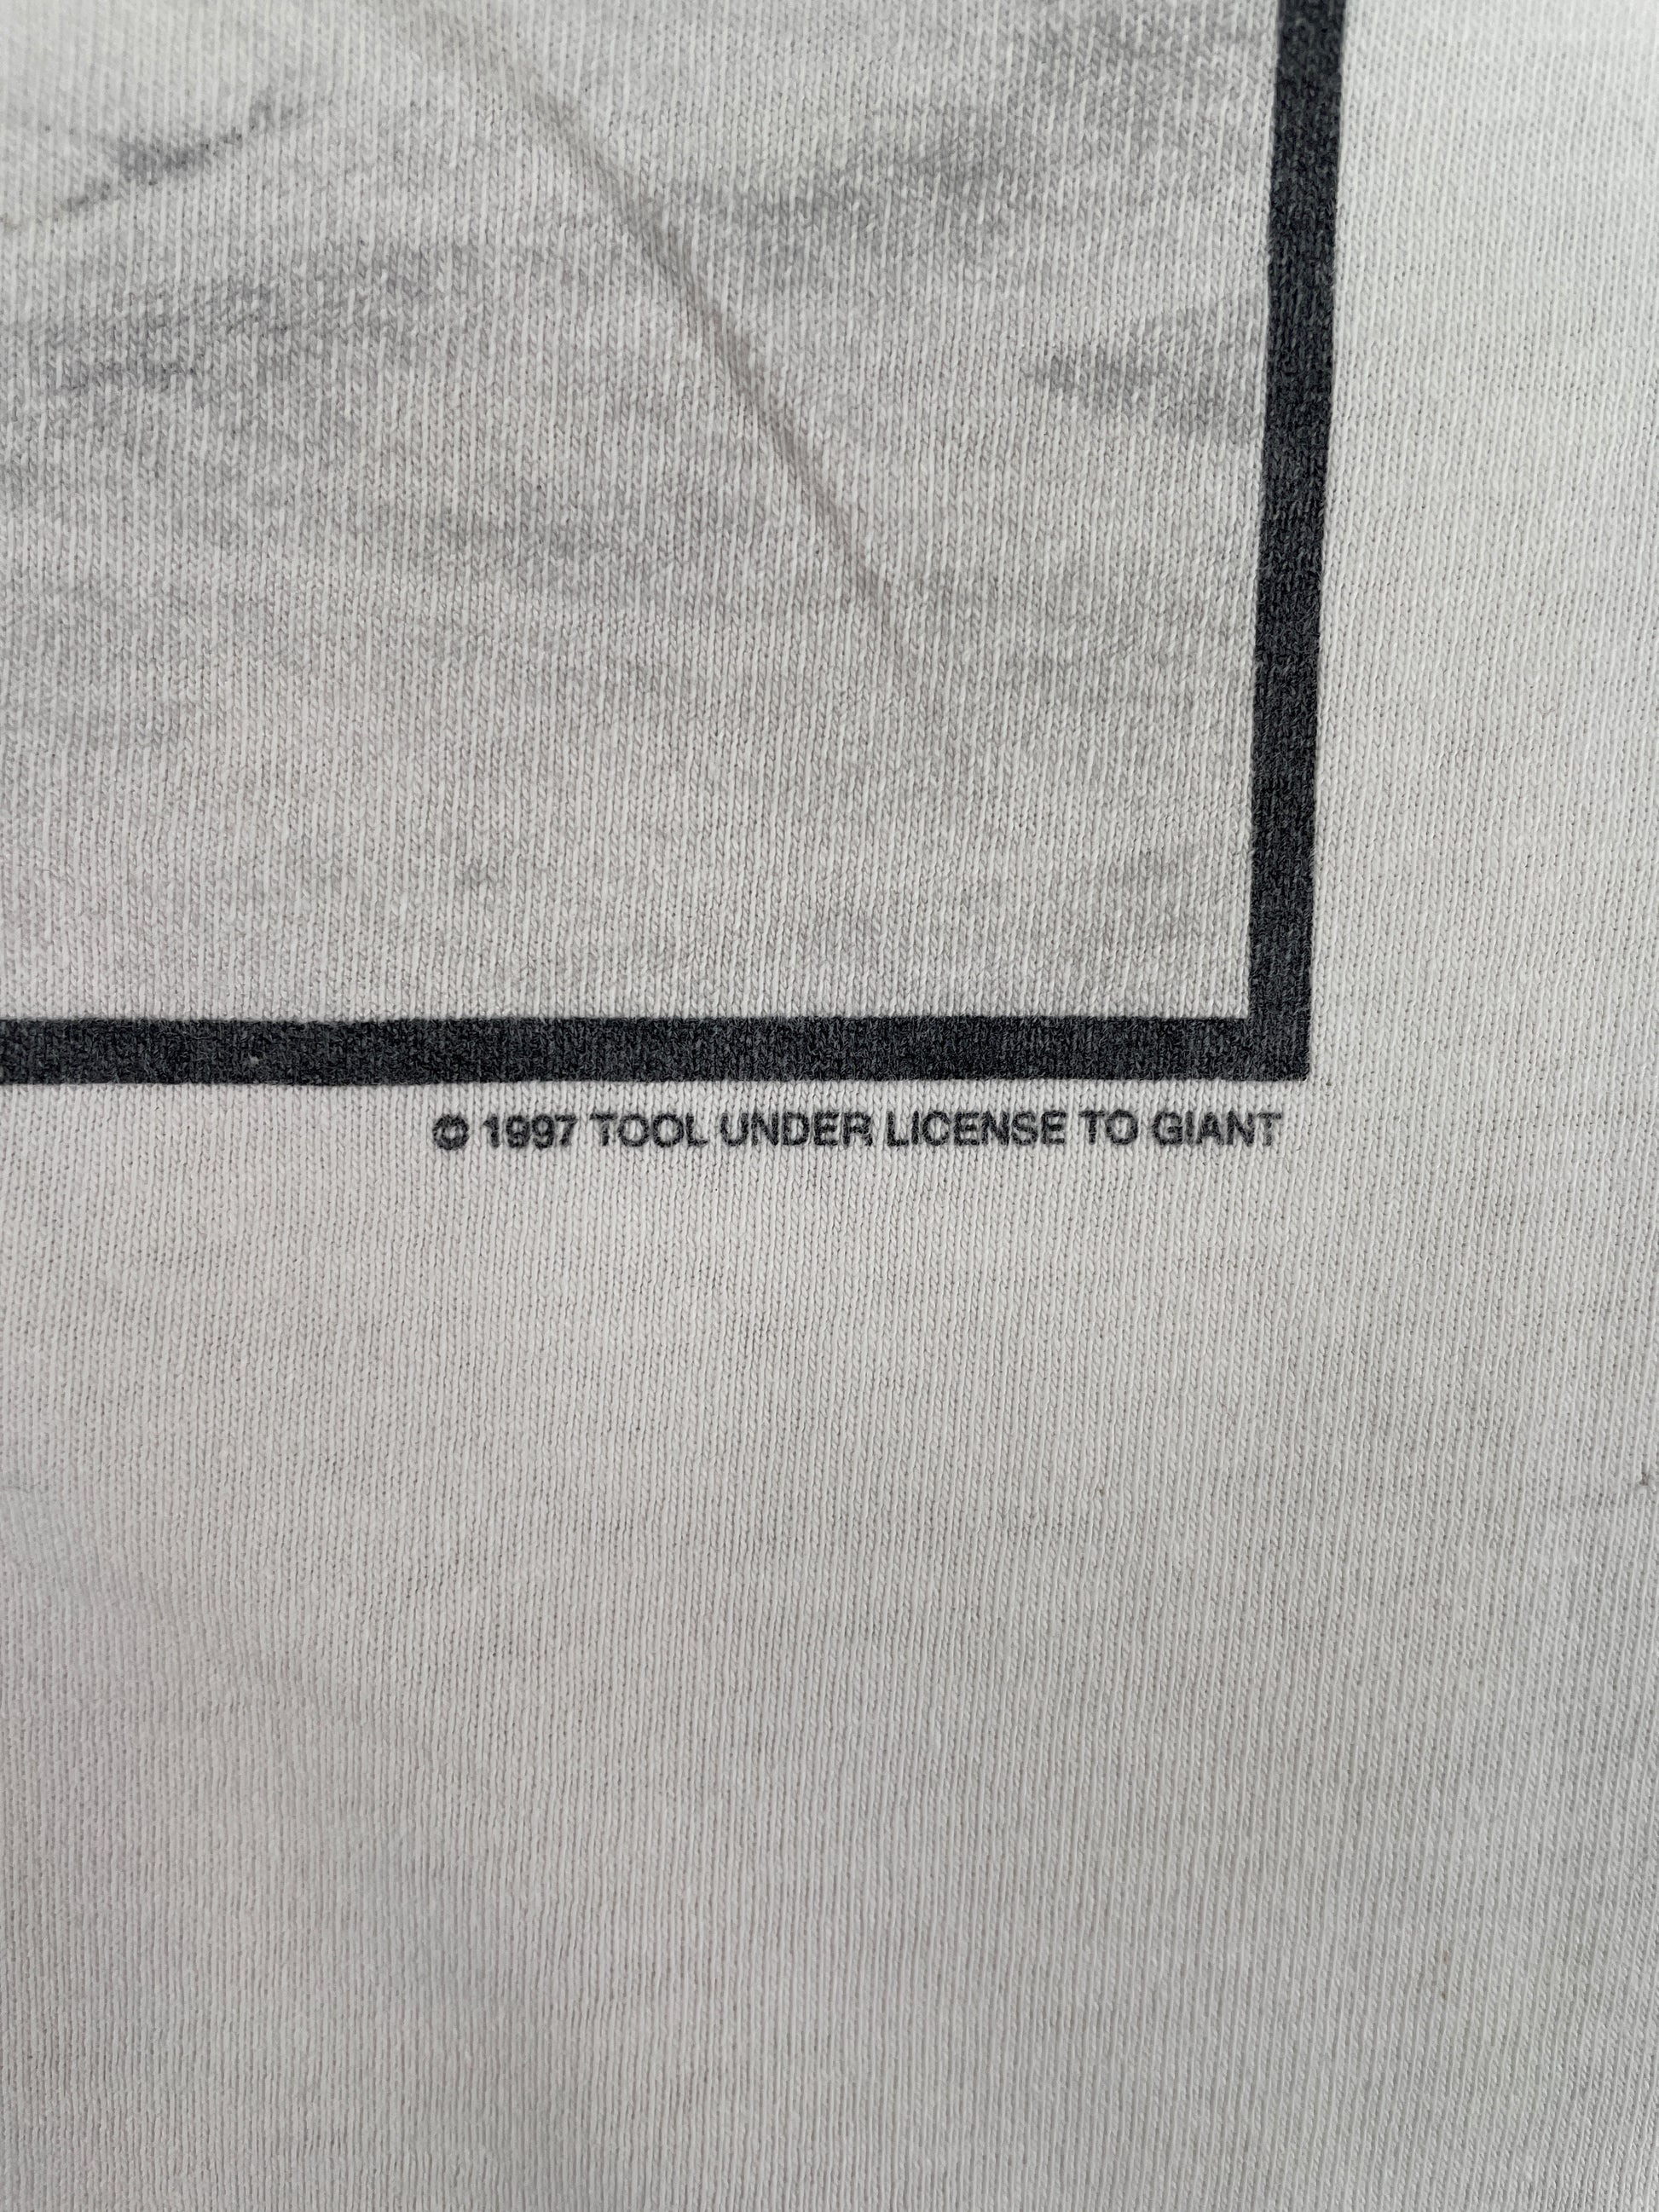 © 1997 TOOL UNDER LICENSE TO GIANT